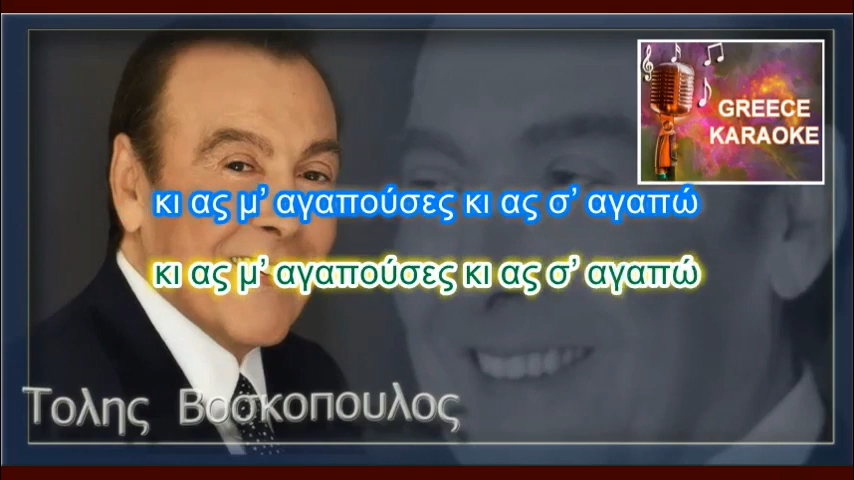 GREECE
KARAOKE
κι ας μ’ αγαπούσες κι ας σ’ αγαπώ
κι ας μ’ αγαπούσες κι ας σ’ αγαπώ
Τολης Βοσκοπουλος